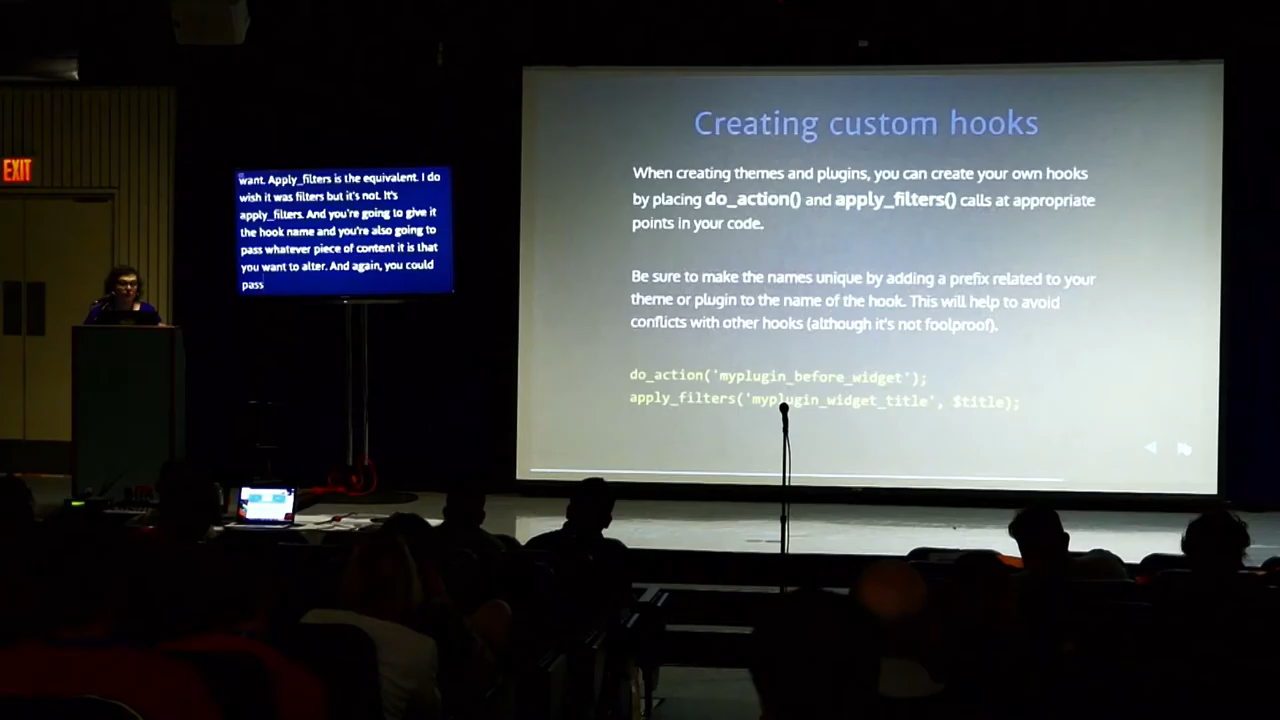 EXIT
want. Apply_filters is the equivalent. I do
wish it was filters but it's not. It's
apply_filters. And you're going to give it
the hook name and you're also going to
pass whatever piece of content it is that
you want to alter. And again, you could
pass
Creating custom hooks
When creating themes and plugins, you can create your own hooks
by placing do_action() and apply_filters() calls at appropriate
points in your code.
Be sure to make the names unique by adding a prefix related to your
theme or plugin to the name of the hook. This will help to avoid
conflicts with other hooks (although it's not foolproof).
do_action('myplugin_before_widget');
apply_filters('myplugin_widget_title', $title);